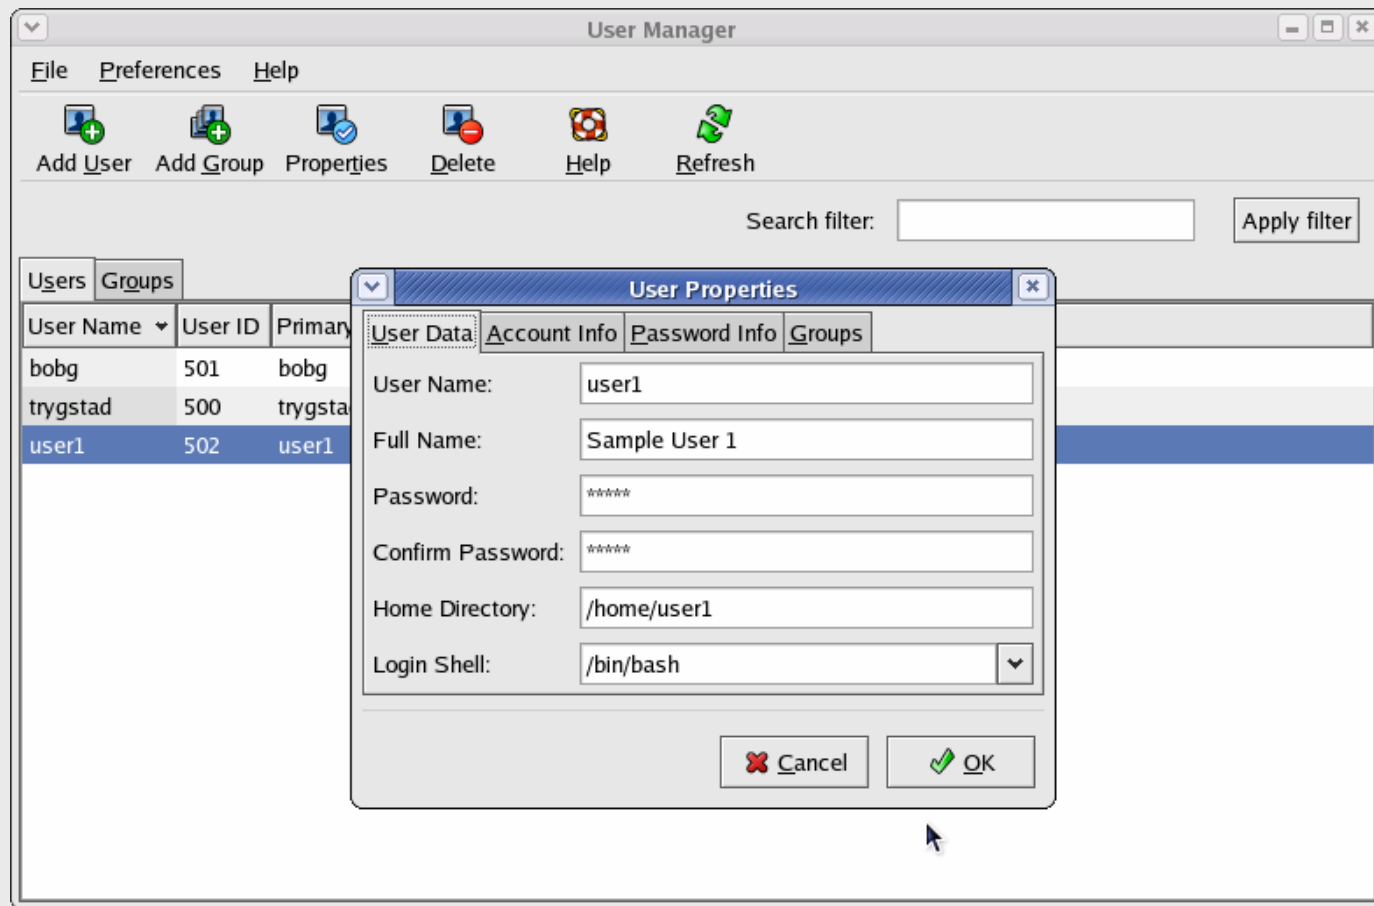 User Manager
File Preferences Help
Add User Add Group Properties Delete Help Refresh
Search filter: Apply filter
Users Groups
User Name User ID Primary
bobg 501 bobg
trygstad 500 trygsta
user1 502 user1
User Properties
User Data Account Info Password Info Groups
User Name: user1
Full Name: Sample User 1
Password: *****
Confirm Password: *****
Home Directory: /home/user1
Login Shell: /bin/bash
Cancel OK